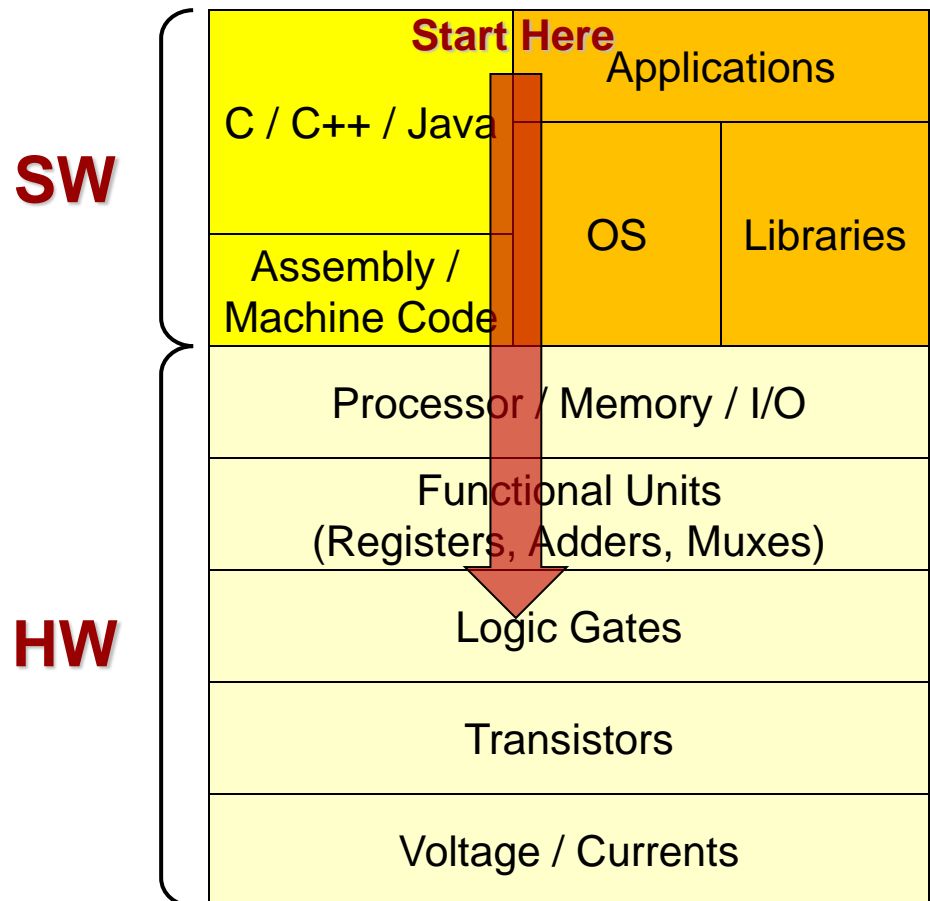 Start Here
Applications
C / C++ / Java
SW
OS
Libraries
Assembly /
Machine Code
Processor / Memory / I/O
Functional Units
(Registers, Adders, Muxes)
Logic Gates
HW
Transistors
Voltage / Currents